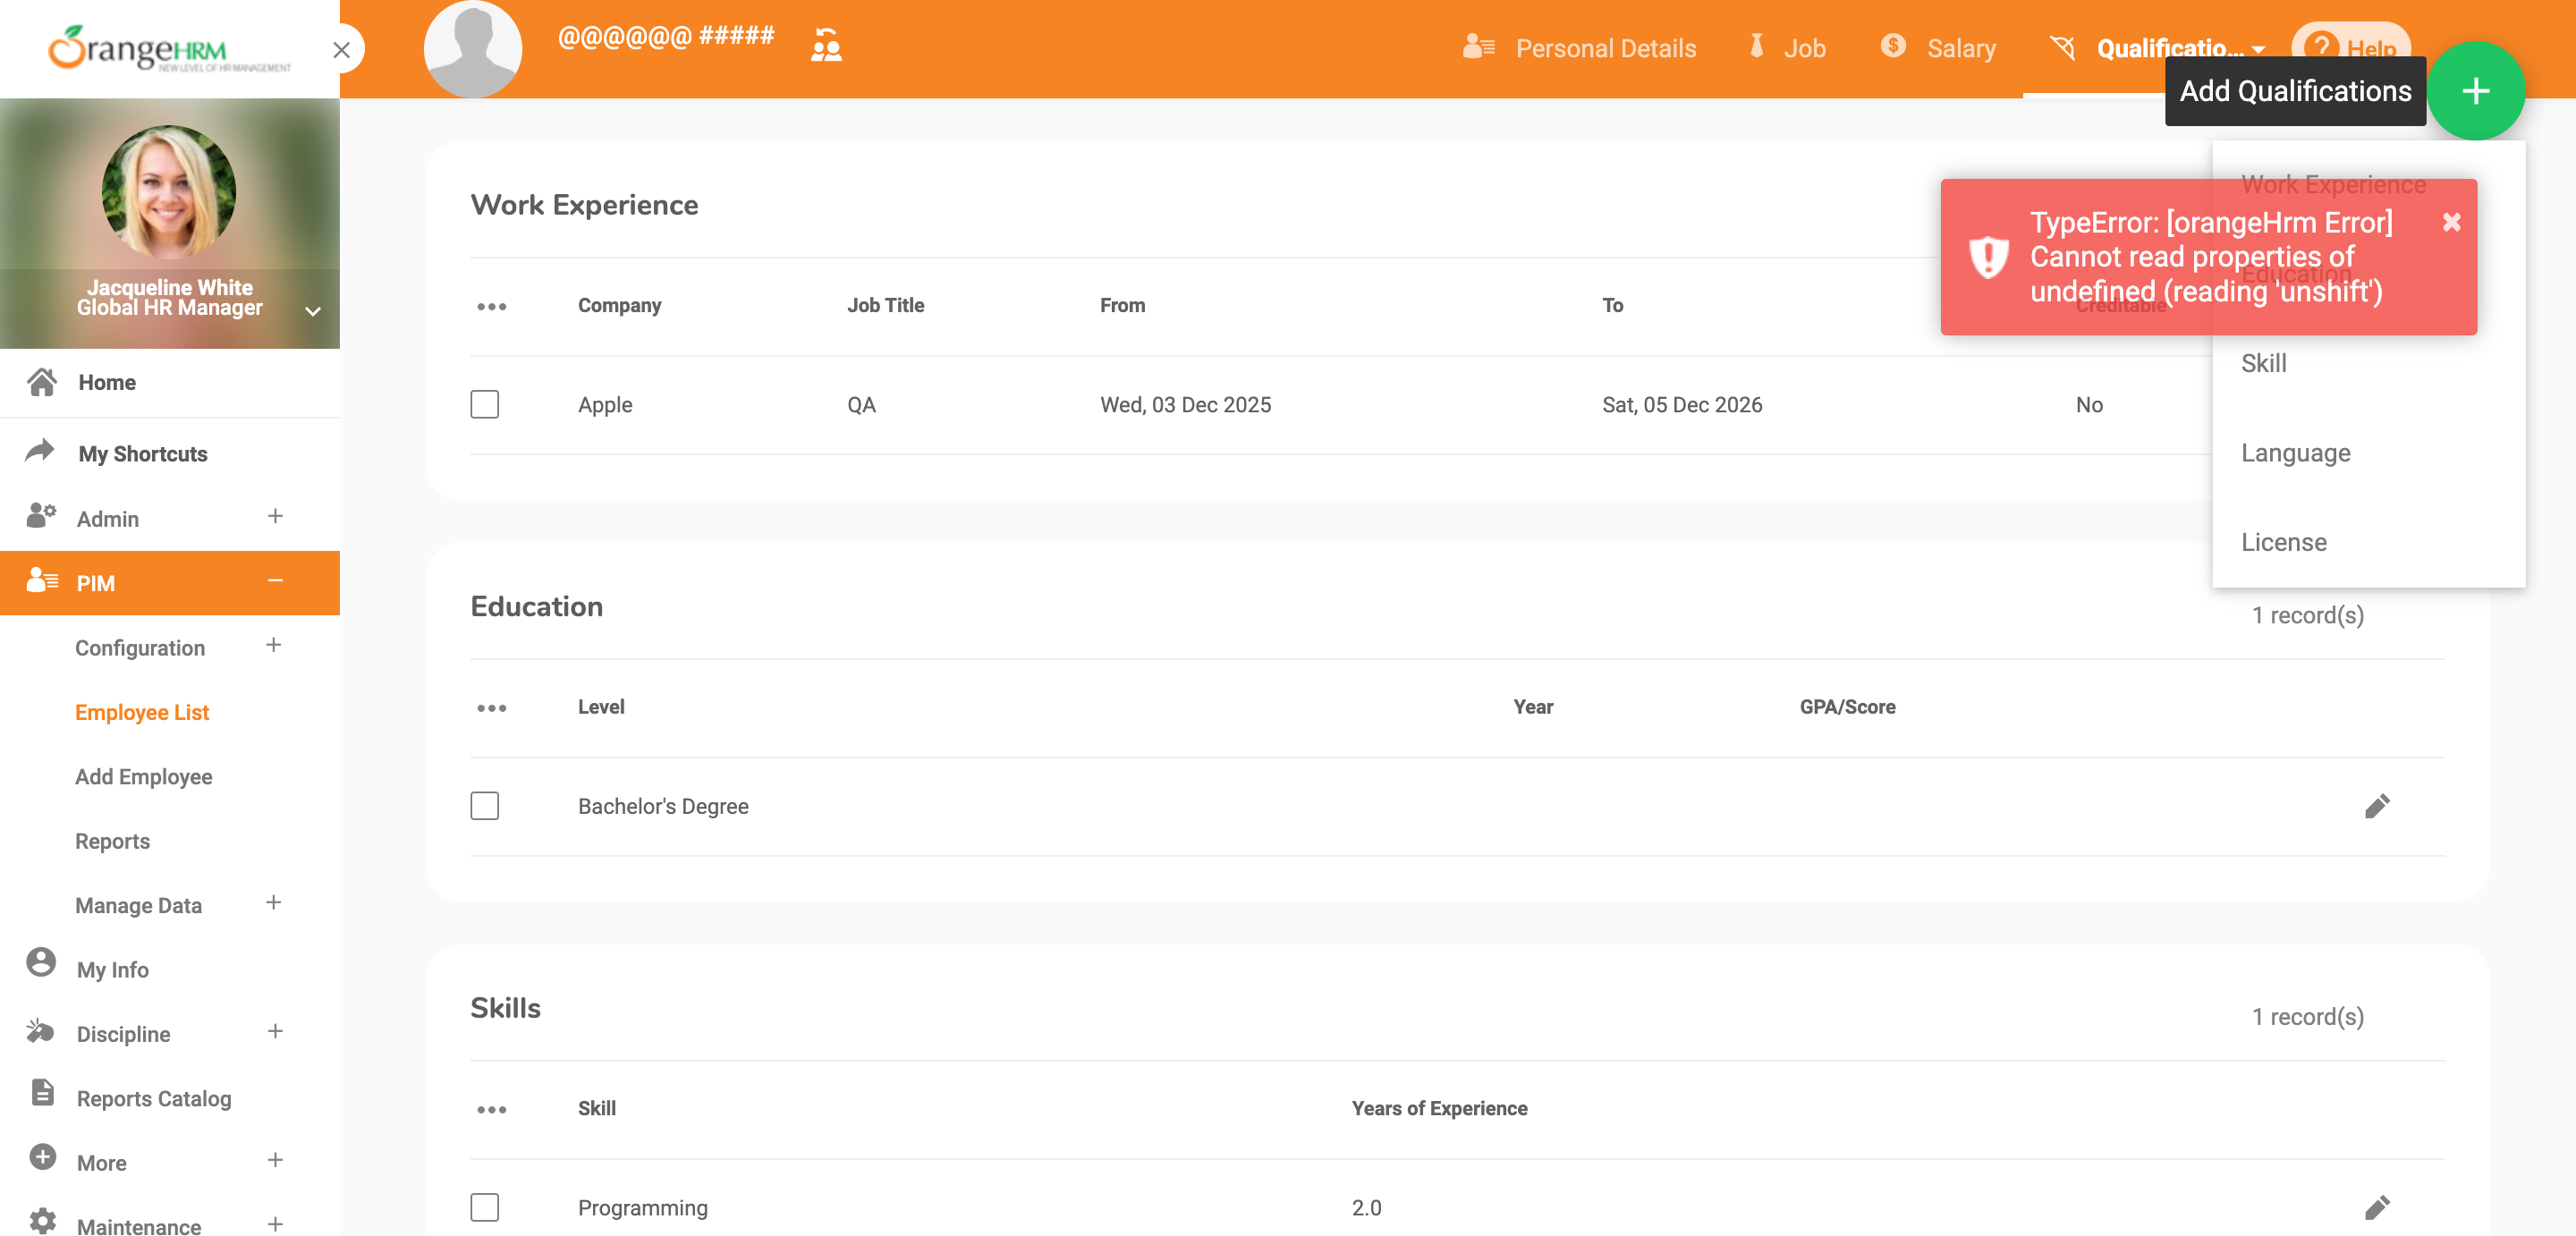 OrangeHRM
NEW LEVEL OF HR MANAGEMENT
@@@@@@ #####
Personal Details
Job
Salary
Qualificatio...
Help
Add Qualifications
Work Experience
Education
Skill
Language
License
TypeError: [orangeHrm Error]
Cannot read properties of
undefined (reading 'unshift')
Jacqueline White
Global HR Manager
Home
My Shortcuts
Admin
PIM
Configuration
Employee List
Add Employee
Reports
Manage Data
My Info
Discipline
Reports Catalog
More
Maintenance
Work Experience
Company Job Title From To Creditable
Apple QA Wed, 03 Dec 2025 Sat, 05 Dec 2026 No
Education
1 record(s)
Level Year GPA/Score
Bachelor's Degree
Skills
1 record(s)
Skill Years of Experience
Programming 2.0